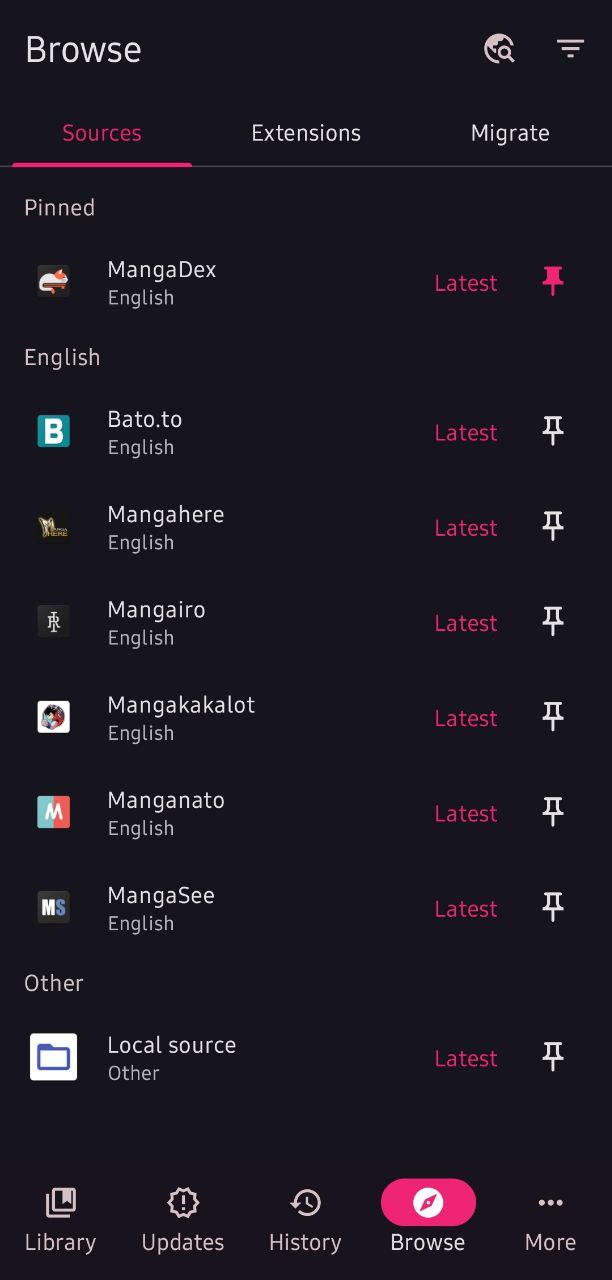 Browse
Sources Extensions Migrate
Pinned
MangaDex
English
Latest
English
B
Bato.to
English
Latest
HERE
Mangahere
English
Latest
Mangairo
English
Latest
Mangakakalot
English
Latest
M
Manganato
English
Latest
MS
MangaSee
English
Latest
Other
Local source
Other
Latest
Library Updates History Browse More